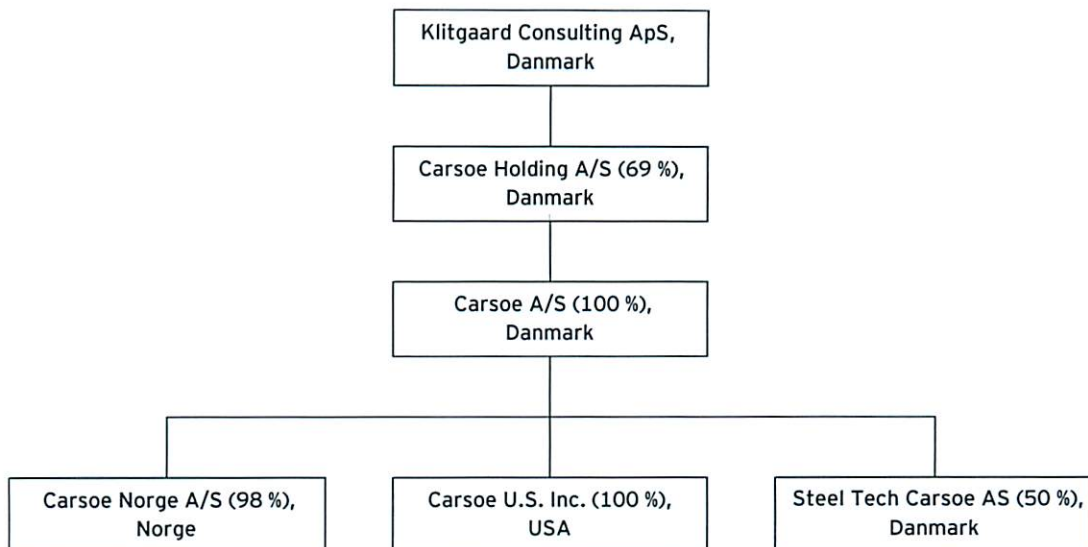 Klitgaard Consulting ApS,
Danmark
Carsoe Holding A/S (69 %),
Danmark
Carsoe A/S (100 %),
Danmark
Carsoe Norge A/S (98 %),
Norge
Carsoe U.S. Inc. (100 %),
USA
Steel Tech Carsoe AS (50 %),
Danmark